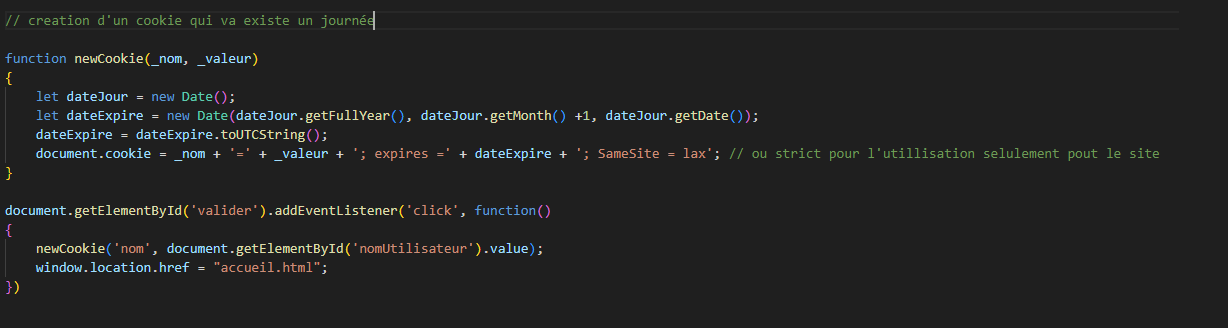 // creation d'un cookie qui va existe un journée
function newCookie(_nom, _valeur)
{
let dateJour = new Date();
let dateExpire = new Date(dateJour.getFullYear(), dateJour.getMonth() +1, dateJour.getDate());
dateExpire = dateExpire.toUTCString();
document.cookie = _nom + '=' + _valeur + '; expires =' + dateExpire + '; SameSite = lax'; // ou strict pour l'utillisation selulement pout le site
}
document.getElementById('valider').addEventListener('click', function()
{
newCookie('nom', document.getElementById('nomUtilisateur').value);
window.location.href = "accueil.html";
})